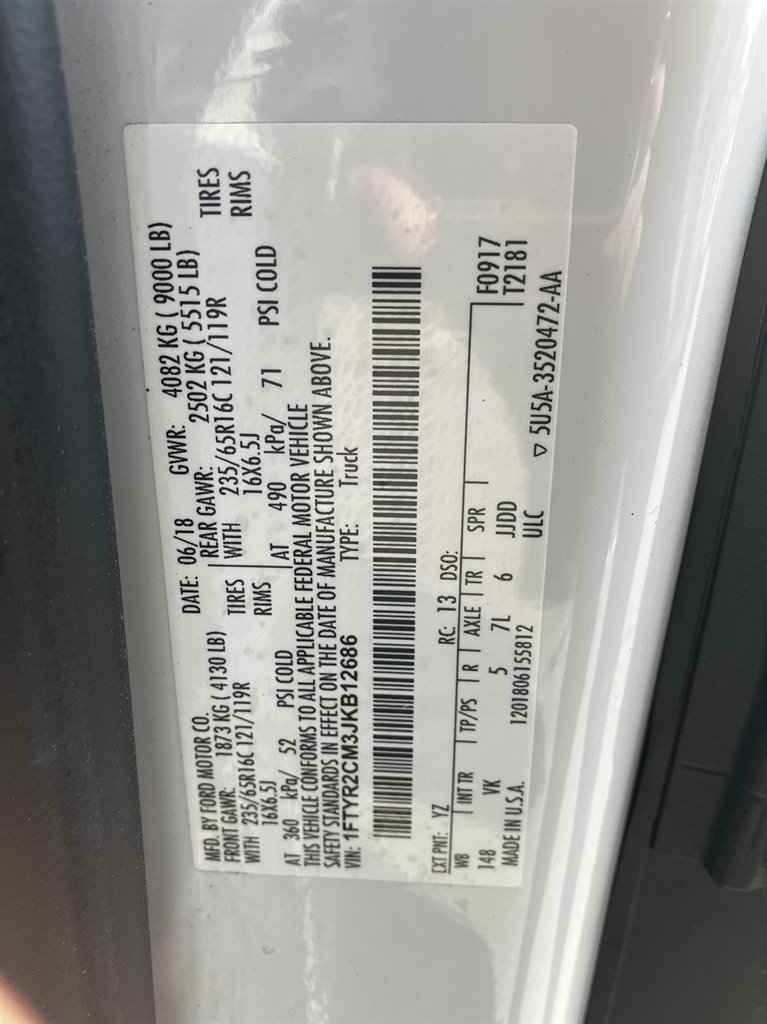 MFD. BY FORD MOTOR CO. DATE: 06/18 GVWR: 4082 KG ( 9000 LB)
FRONT GAWR: 1873 KG ( 4130 LB) REAR GAWR: 2502 KG ( 5515 LB)
WITH 235/65R16C 121/119R TIRES WITH 235/65R16C 121/119R TIRES
16X6.5J RIMS 16X6.5J RIMS
AT 360 kPa/ 52 PSI COLD AT 490 kPa/ 71 PSI COLD
THIS VEHICLE CONFORMS TO ALL APPLICABLE FEDERAL MOTOR VEHICLE
SAFETY STANDARDS IN EFFECT ON THE DATE OF MANUFACTURE SHOWN ABOVE.
VIN: 1FTYR2CM3JKB12686 TYPE: Truck
EXT PNT: YZ RC: 13 DSO:
WB INT TR TP/PS R AXLE TR SPR F0917
148 VK 5 7L 6 JJDD T2181
MADE IN U.S.A. 1201806155812 ULC
▽ 5U5A-3520472-AA